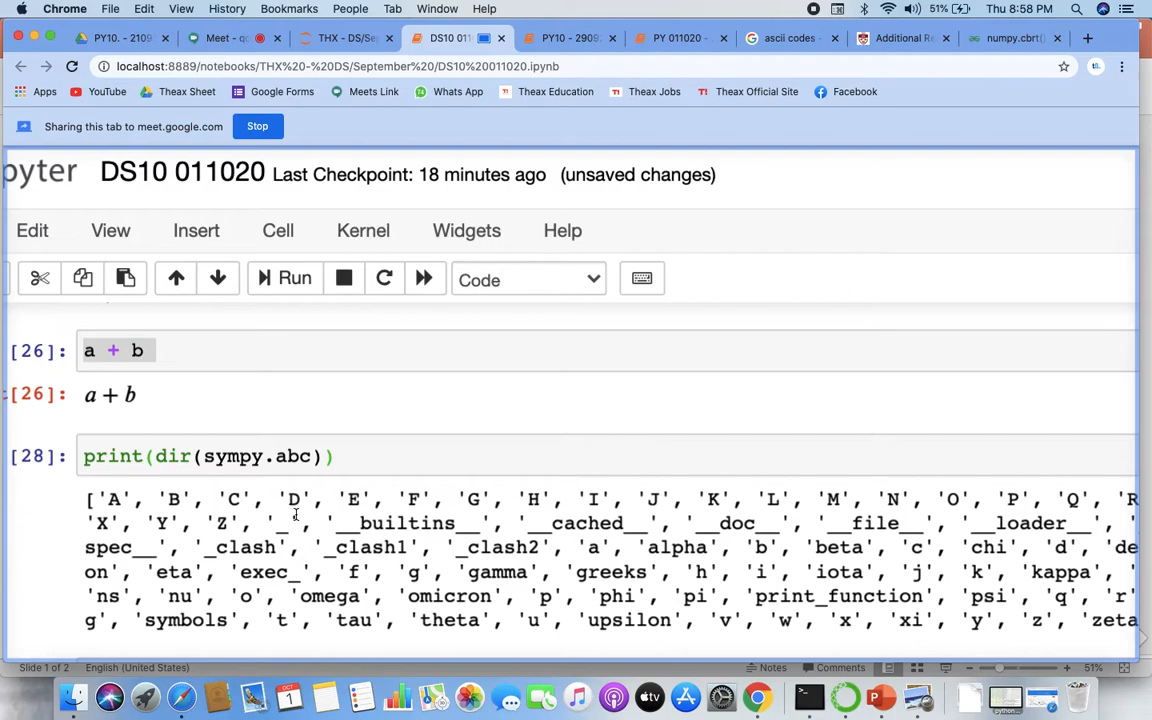 Chrome File Edit View History Bookmarks People Tab Window Help 51% Thu 8:58 PM
PY10. - 2109 Meet - qc THX - DS/Se DS10 011 PY10 - 2909 PY 011020 - ascii codes - Additional Re numpy.cbrt()
localhost:8889/notebooks/THX%20-%20DS/September%20/DS10%20011020.ipynb
Apps YouTube Theax Sheet Google Forms Meets Link Whats App Theax Education Theax Jobs Theax Official Site Facebook
Sharing this tab to meet.google.com Stop
pyter DS10 011020 Last Checkpoint: 18 minutes ago (unsaved changes)
Edit View Insert Cell Kernel Widgets Help
Run Code
[26]: a + b
[26]: a + b
[28]: print(dir(sympy.abc))
['A', 'B', 'C', 'D', 'E', 'F', 'G', 'H', 'I', 'J', 'K', 'L', 'M', 'N', 'O', 'P', 'Q', 'R
'X', 'Y', 'Z', '_', '__builtins__', '__cached__', '__doc__', '__file__', '__loader__', '
spec__', '_clash', '_clash1', '_clash2', 'a', 'alpha', 'b', 'beta', 'c', 'chi', 'd', 'de
on', 'eta', 'exec_', 'f', 'g', 'gamma', 'greeks', 'h', 'i', 'iota', 'j', 'k', 'kappa', '
'ns', 'nu', 'o', 'omega', 'omicron', 'p', 'phi', 'pi', 'print_function', 'psi', 'q', 'r'
g', 'symbols', 't', 'tau', 'theta', 'u', 'upsilon', 'v', 'w', 'x', 'xi', 'y', 'z', 'zeta
Slide 1 of 2 English (United States) Notes Comments 51%